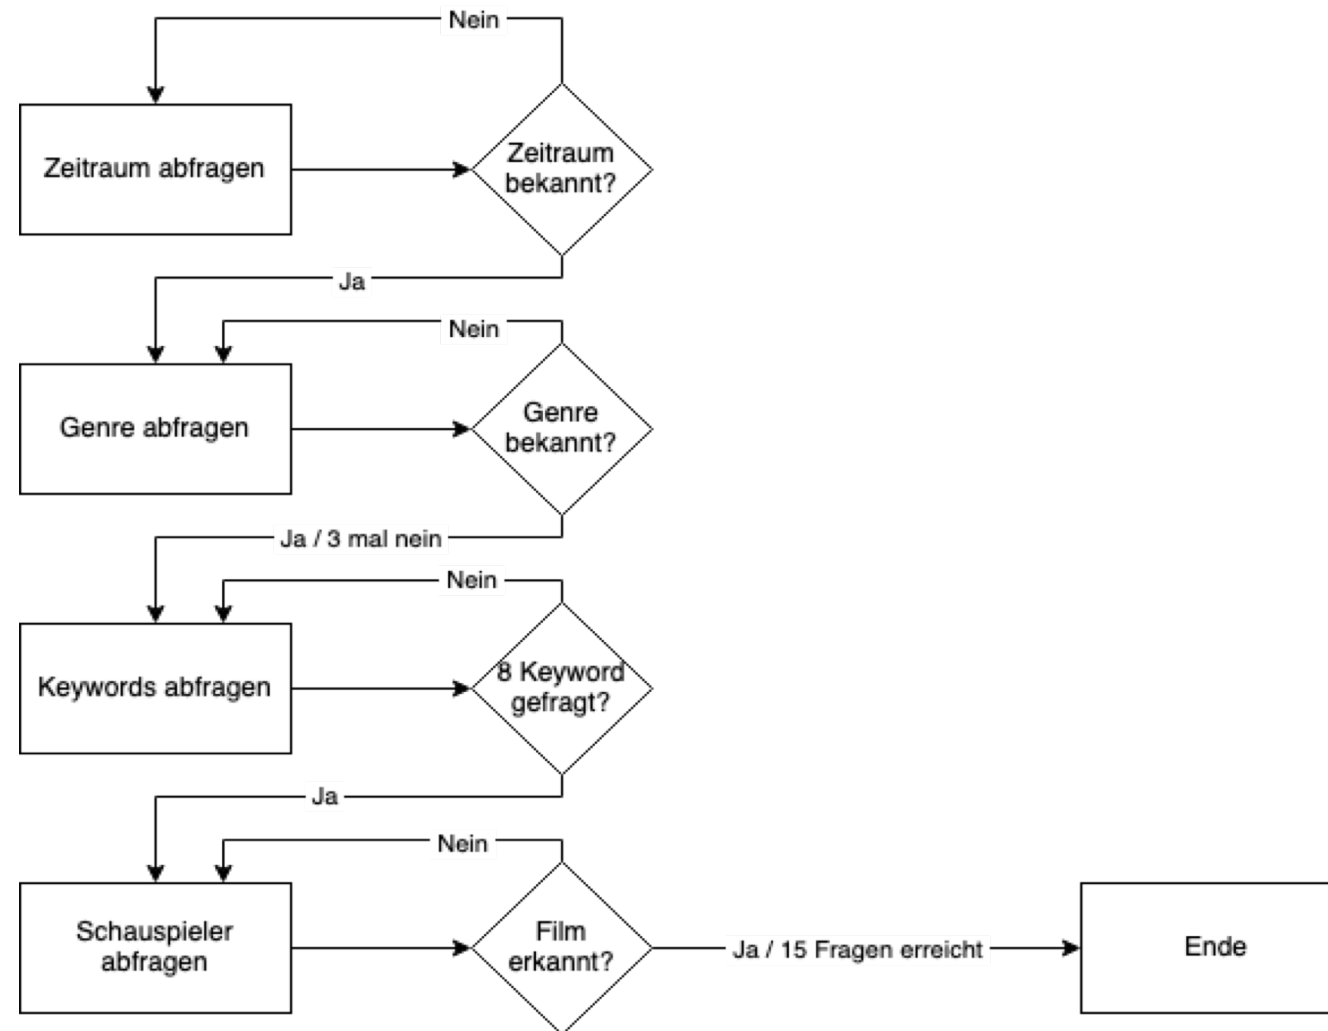 Nein
Zeitraum abfragen
Zeitraum
bekannt?
Ja
Nein
Genre abfragen
Genre
bekannt?
Ja / 3 mal nein
Nein
Keywords abfragen
8 Keyword
gefragt?
Ja
Nein
Schauspieler
abfragen
Film
erkannt?
Ja / 15 Fragen erreicht
Ende